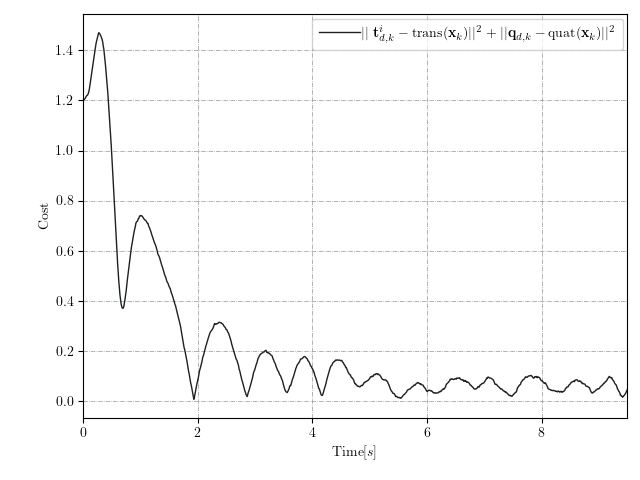 || t^i_{d,k} − trans(x_k)||^2 + ||q_{d,k} − quat(x_k)||^2
1.4
1.2
1.0
0.8
0.6
0.4
0.2
0.0
Cost
0 2 4 6 8
Time[s]